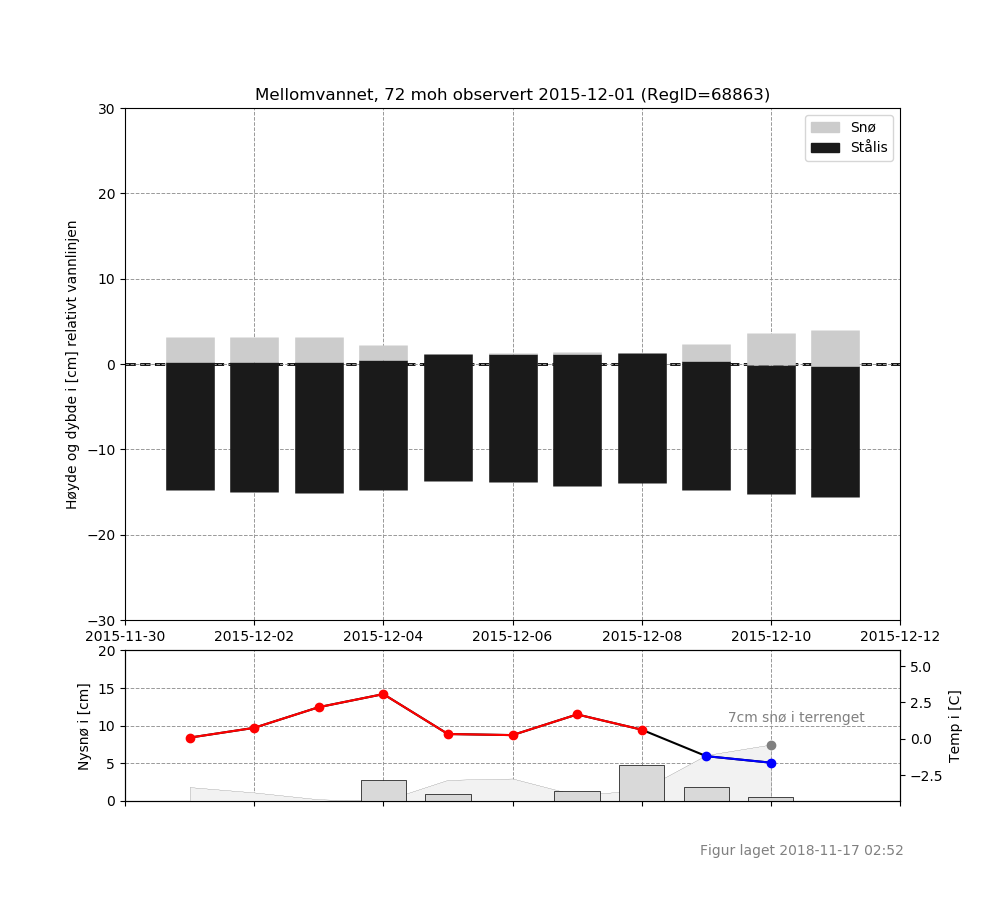 Mellomvannet, 72 moh observert 2015-12-01 (RegID=68863)
Snø
Stålis
Høyde og dybde i [cm] relativt vannlinjen
30
20
10
0
−10
−20
−30
2015-11-30
2015-12-02
2015-12-04
2015-12-06
2015-12-08
2015-12-10
2015-12-12
Nysnø i [cm]
20
15
10
5
0
7cm snø i terrenget
5.0
2.5
0.0
−2.5
Temp i [C]
Figur laget 2018-11-17 02:52